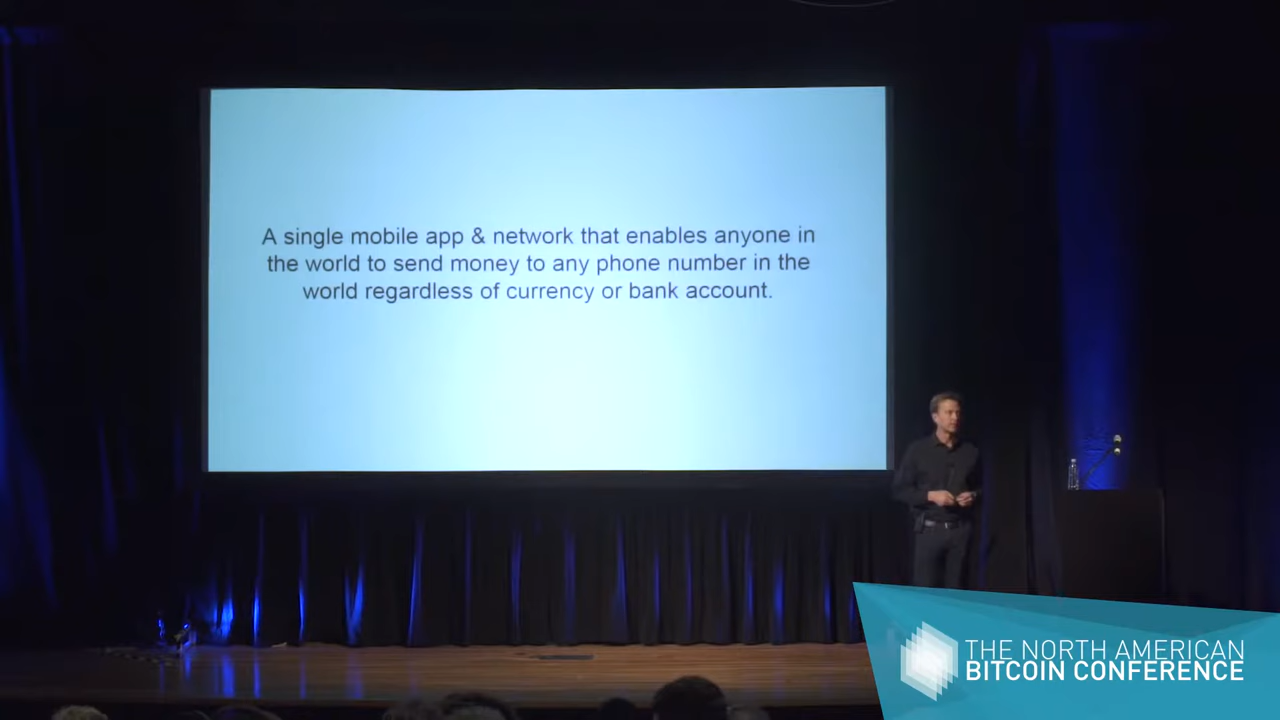 A single mobile app & network that enables anyone in
the world to send money to any phone number in the
world regardless of currency or bank account.
THE NORTH AMERICAN
BITCOIN CONFERENCE